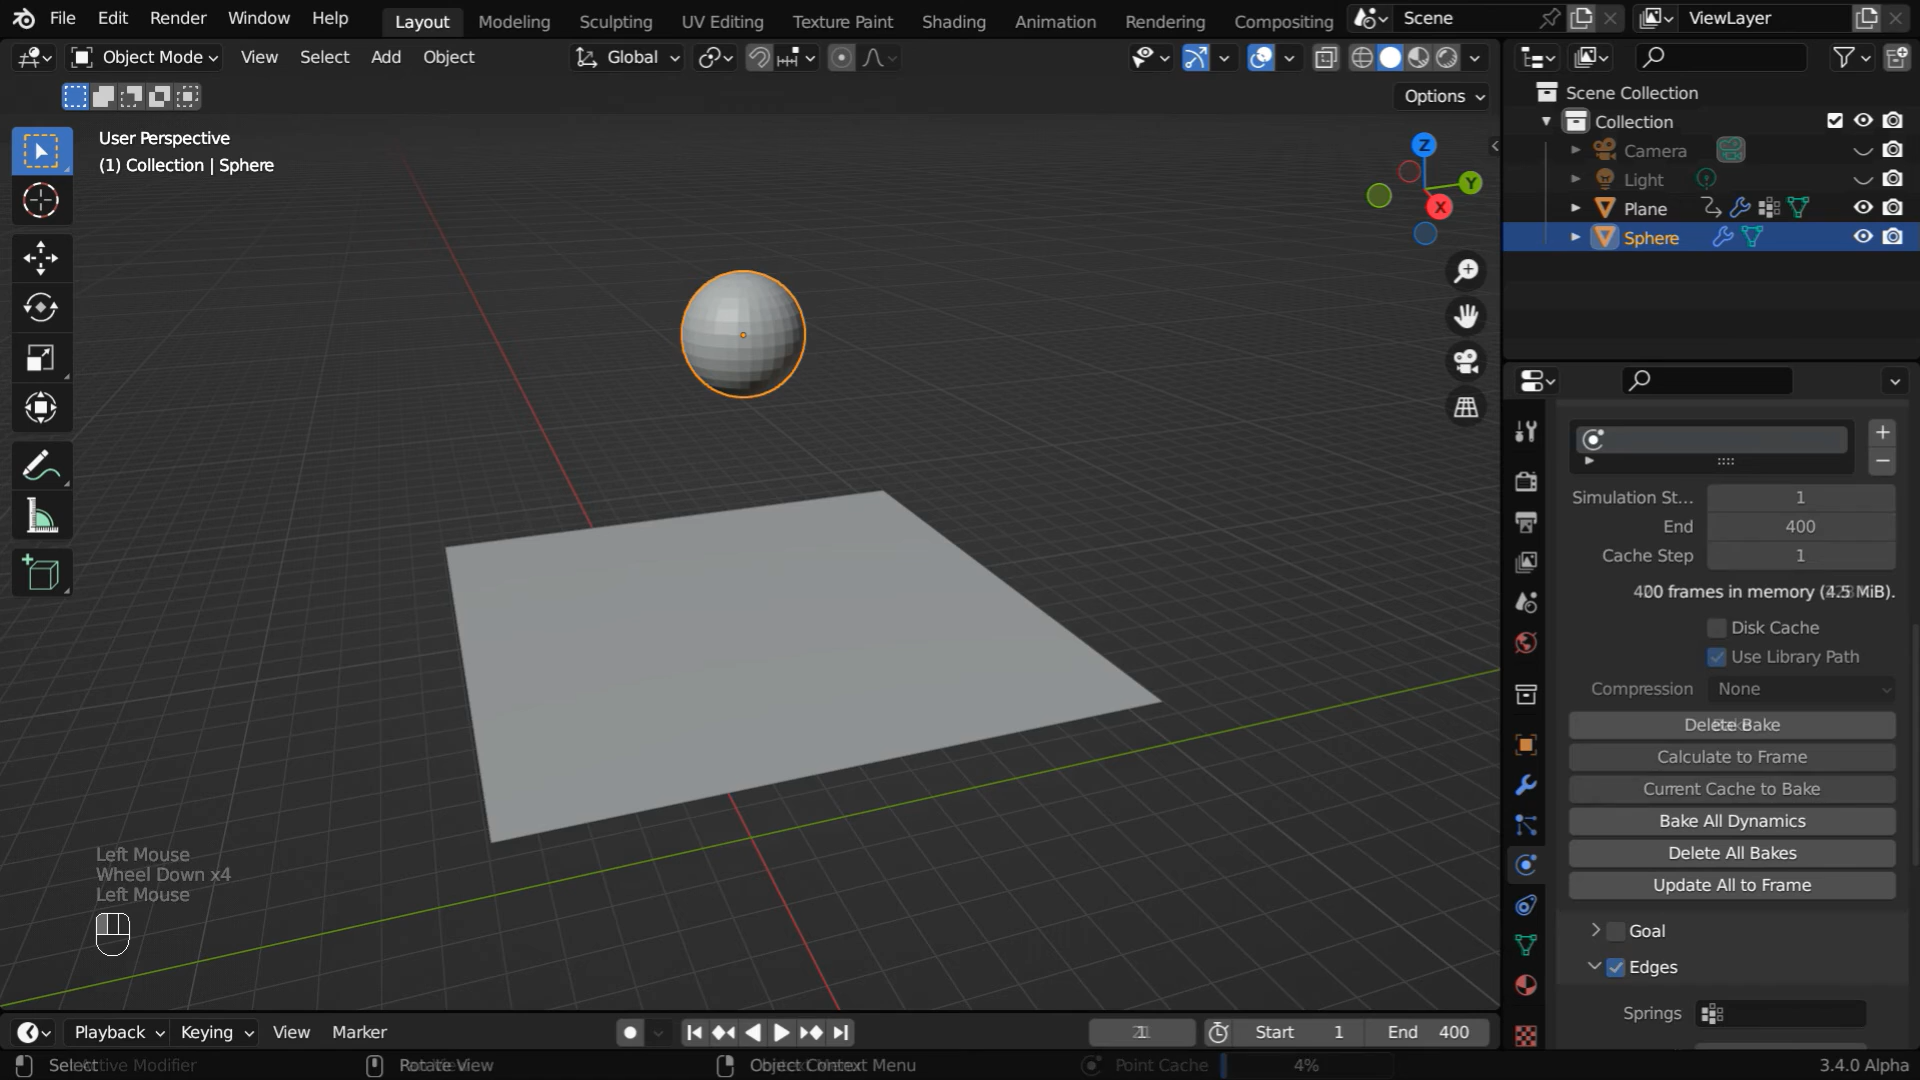 File Edit Render Window Help Layout Modeling Sculpting UV Editing Texture Paint Shading Animation Rendering Compositing Scene ViewLayer
Object Mode View Select Add Object Global
Options
User Perspective
(1) Collection | Sphere
Z
Y
X
Scene Collection
Collection
Camera
Light
Plane
Sphere
Simulation St... 1
End 400
Cache Step 1
frames in memory
Disk Cache
Use Library Path
Compression None
Delete Bake
Calculate to Frame
Current Cache to Bake
Bake All Dynamics
Delete All Bakes
Update All to Frame
Goal
Edges
Springs
Left Mouse
Wheel Down x4
Left Mouse
Playback Keying View Marker Start 1 End 400
Select Rotate View Object Context Menu Point Cache 4% 3.4.0 Alpha